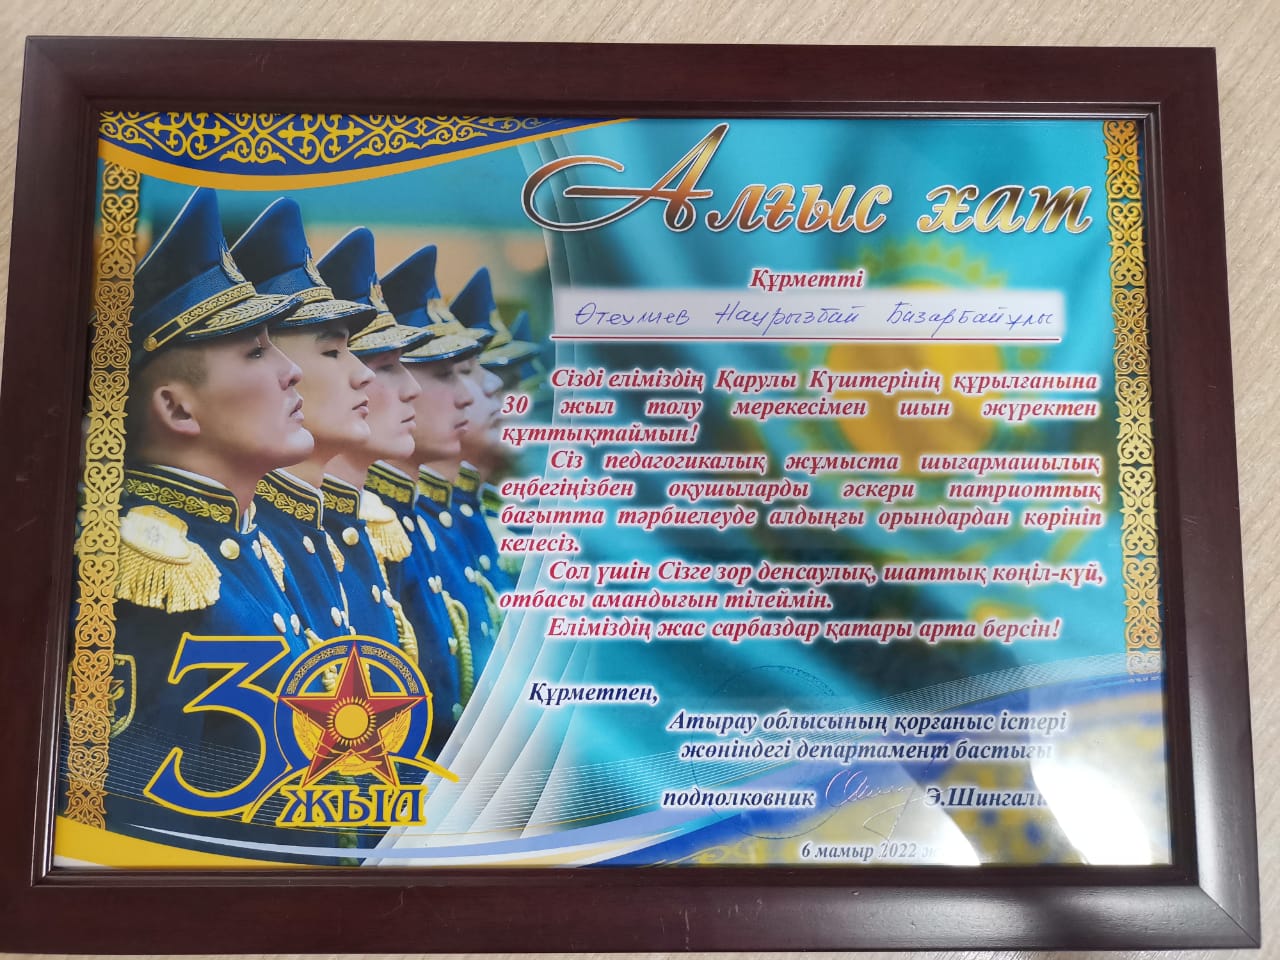 Алғыс хат
Құрметті
Өтеулиев Наурызбай Базарбайұлы
Сізді еліміздің Қарулы Күштерінің құрылғанына
30 жыл толу мерекесімен шын жүректен
құттықтаймын!
Сіз педагогикалық жұмыста шығармашылық
еңбегіңізбен оқушыларды әскери патриоттық
бағытта тәрбиелеуде алдыңғы орындардан көрініп
келесіз.
Сол үшін Сізге зор денсаулық, шаттық көңіл-күй,
отбасы амандығын тілеймін.
Еліміздің жас сарбаздар қатары арта берсін!
Құрметпен,
Атырау облысының қорғаныс істері
жөніндегі департамент бастығы
подполковник Э.Шингали
6 мамыр 2022 ж
30
ЖЫЛ